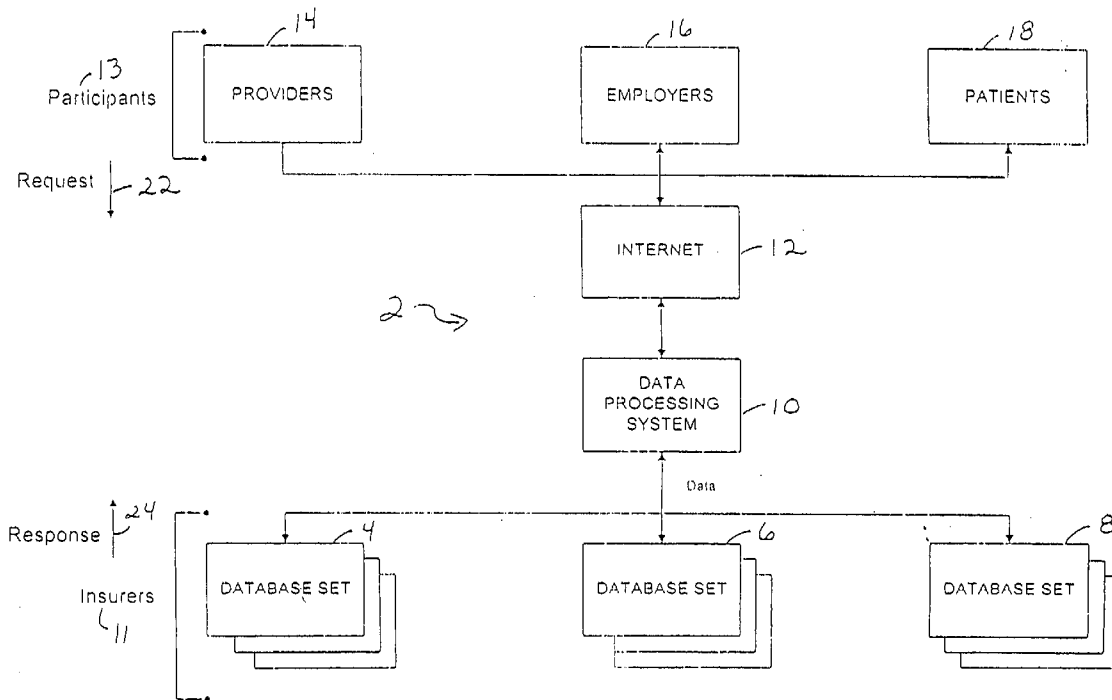 14
16
18
13
Participants
PROVIDERS
EMPLOYERS
PATIENTS
Request
22
INTERNET
12
2
DATA
PROCESSING
SYSTEM
10
Data
Response
24
4
6
8
DATABASE SET
DATABASE SET
DATABASE SET
Insurers
11